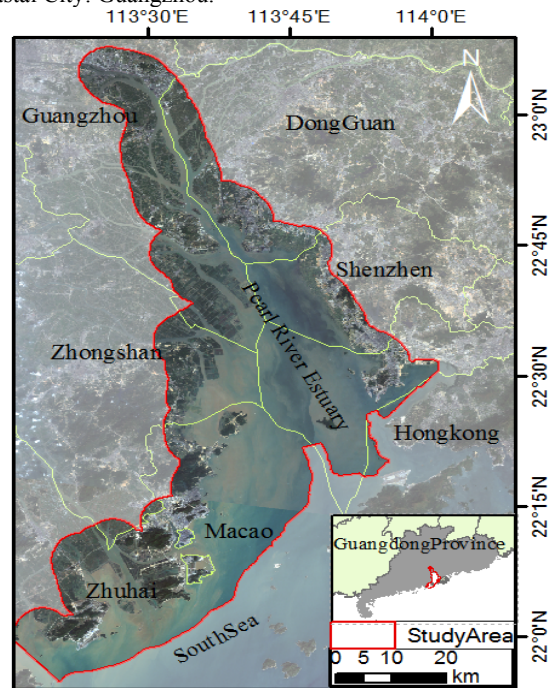 113°30'E 113°45'E 114°0'E
N
Guangzhou
DongGuan
23°0'N
22°45'N
Shenzhen
Pearl River Estuary
Zhongshan
22°30'N
Hongkong
22°15'N
Macao
GuangdongProvince
Zhuhai
SouthSea
StudyArea
22°0'N
0 5 10 20
km